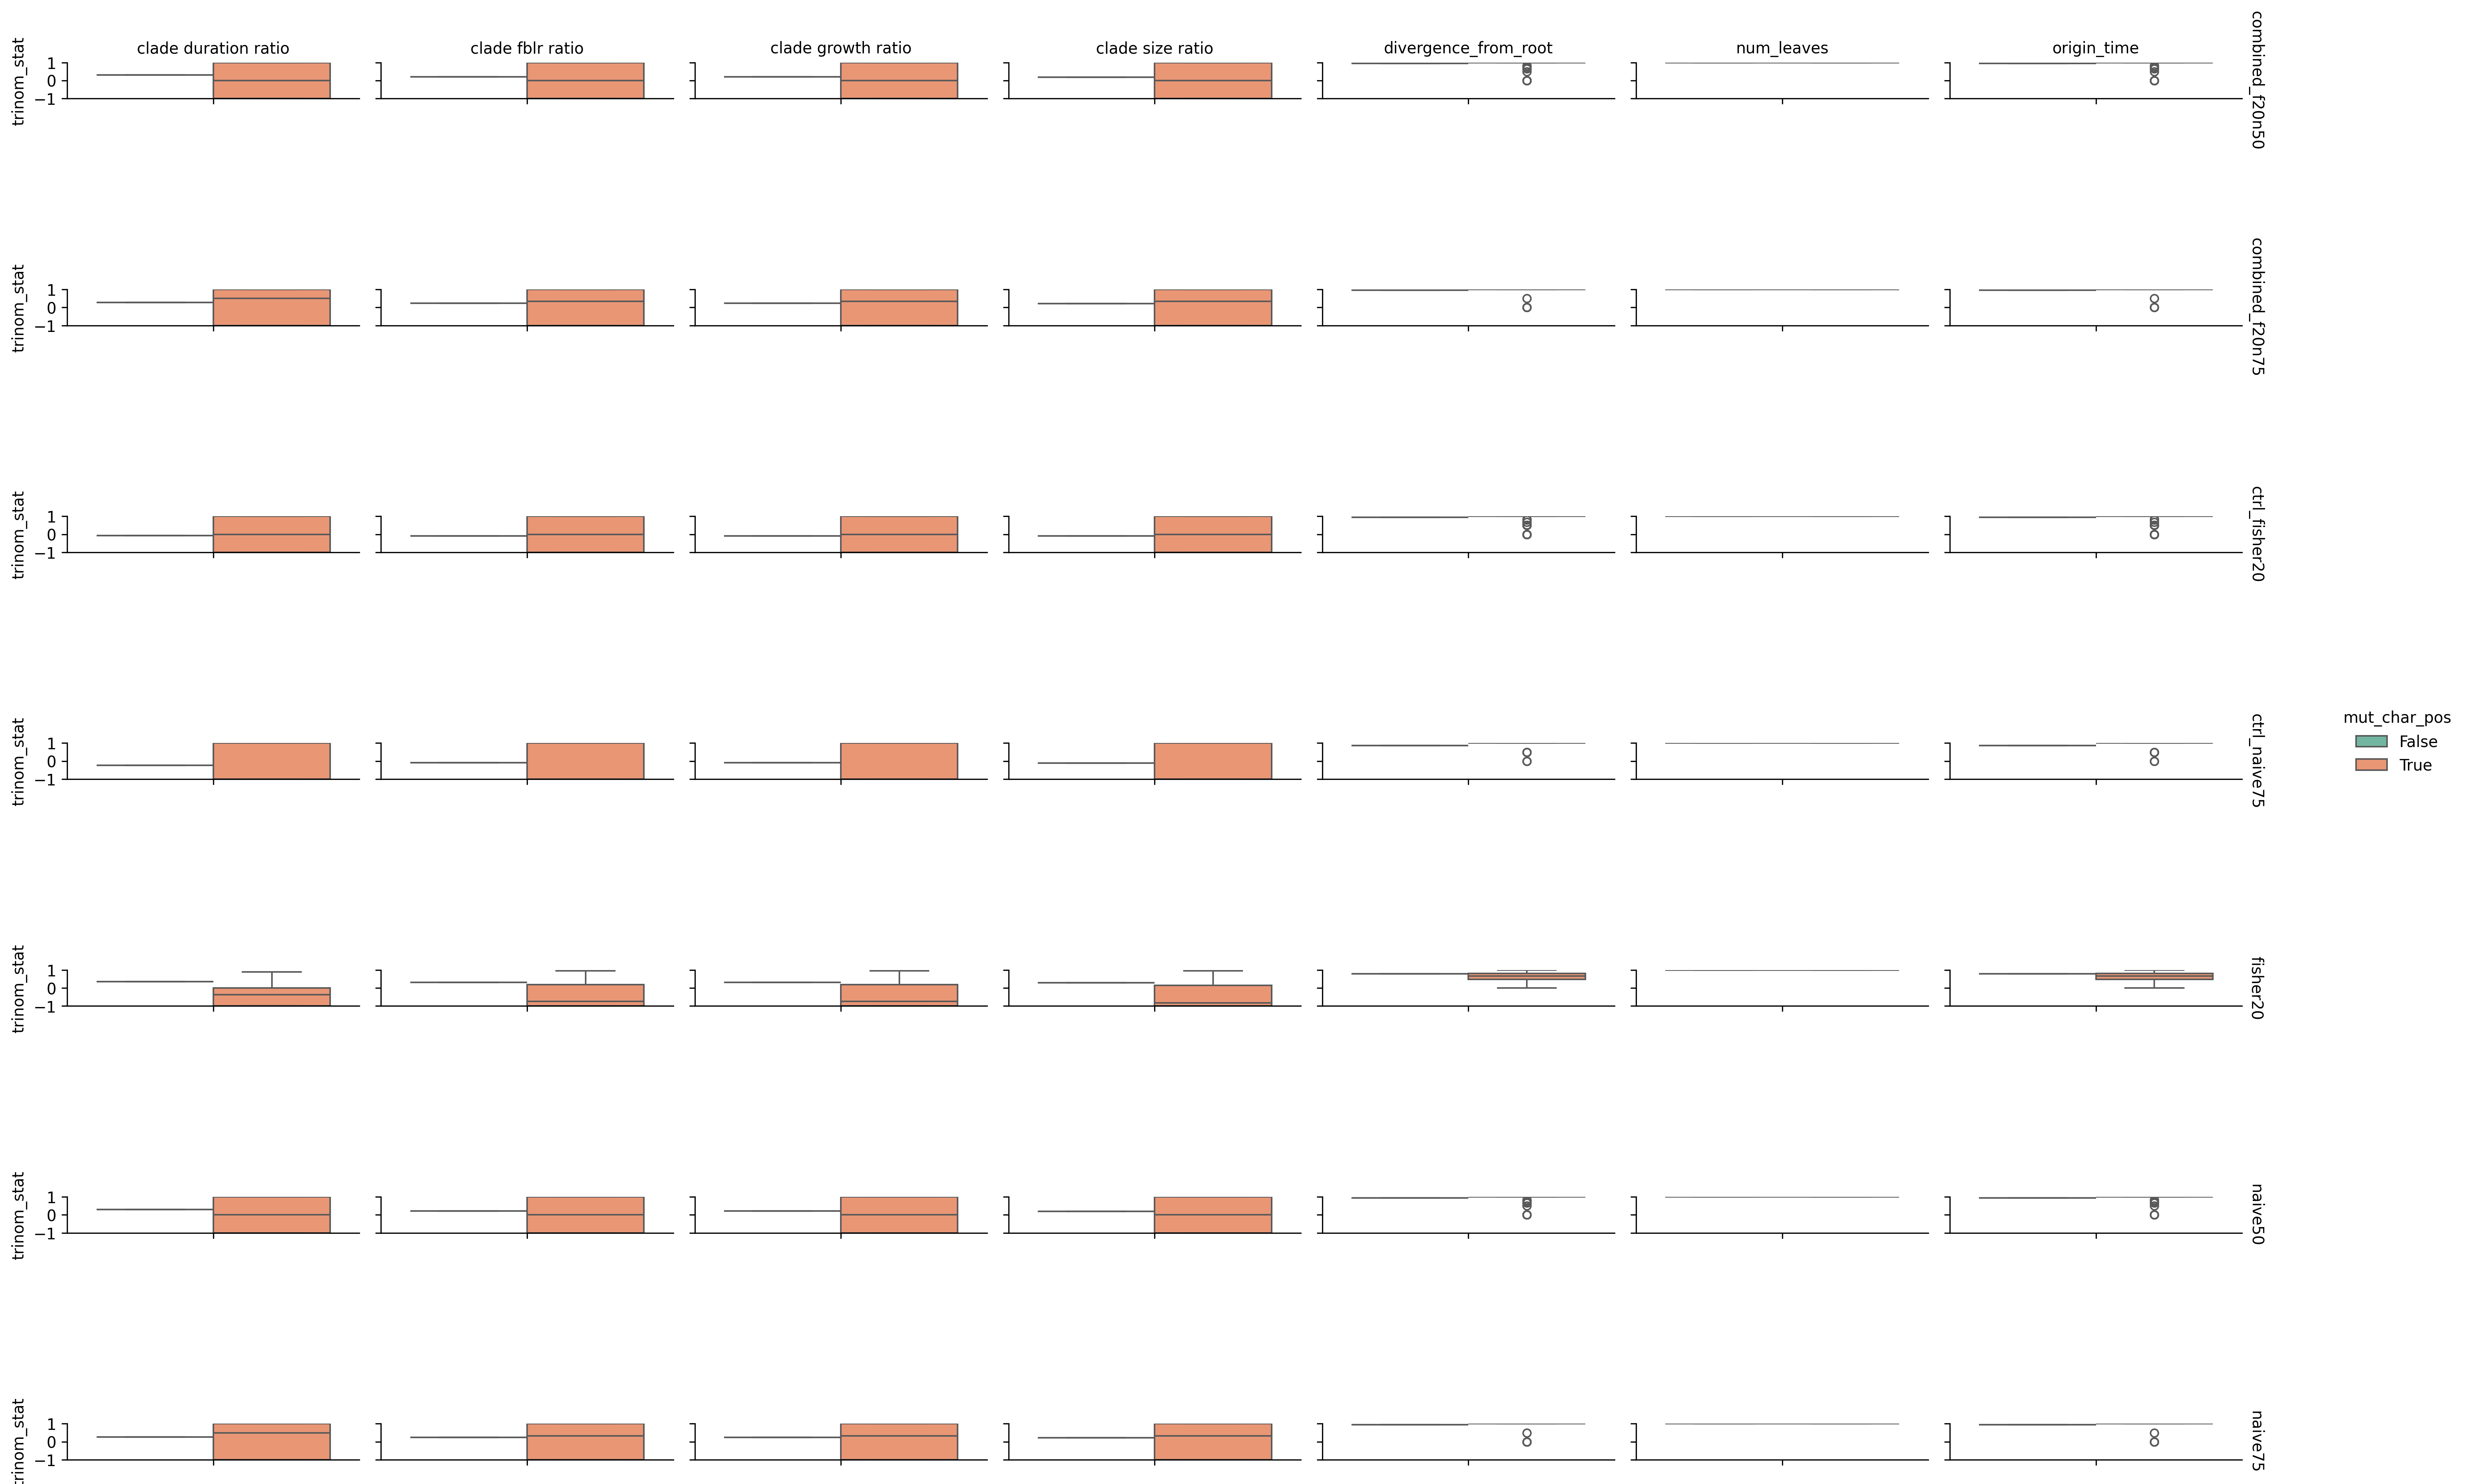 clade duration ratio
clade fblr ratio
clade growth ratio
clade size ratio
divergence_from_root
num_leaves
origin_time
trinom_stat
1
0
−1
combined_f20n50
trinom_stat
1
0
−1
combined_f20n75
trinom_stat
1
0
−1
ctrl_fisher20
trinom_stat
1
0
−1
ctrl_naive75
mut_char_pos
False
True
trinom_stat
1
0
−1
fisher20
trinom_stat
1
0
−1
naive50
trinom_stat
1
0
−1
naive75